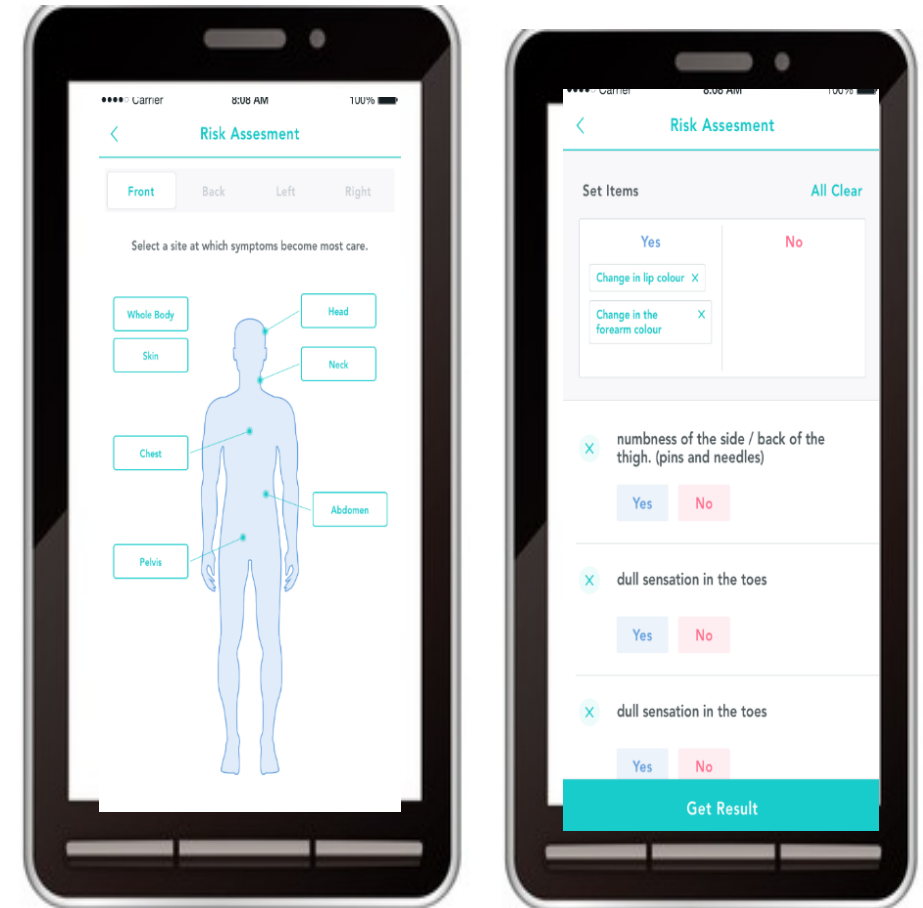 Carrier
8:08 AM
100%
Risk Assesment
Front
Back
Left
Right
Select a site at which symptoms become most care.
Whole Body
Head
Skin
Neck
Chest
Abdomen
Pelvis
Carrier
8:08 AM
100%
Risk Assesment
Set Items
All Clear
Yes
No
Change in lip colour X
Change in the X
forearm colour
X
numbness of the side / back of the
thigh. (pins and needles)
Yes
No
X
dull sensation in the toes
Yes
No
X
dull sensation in the toes
Yes
No
Get Result